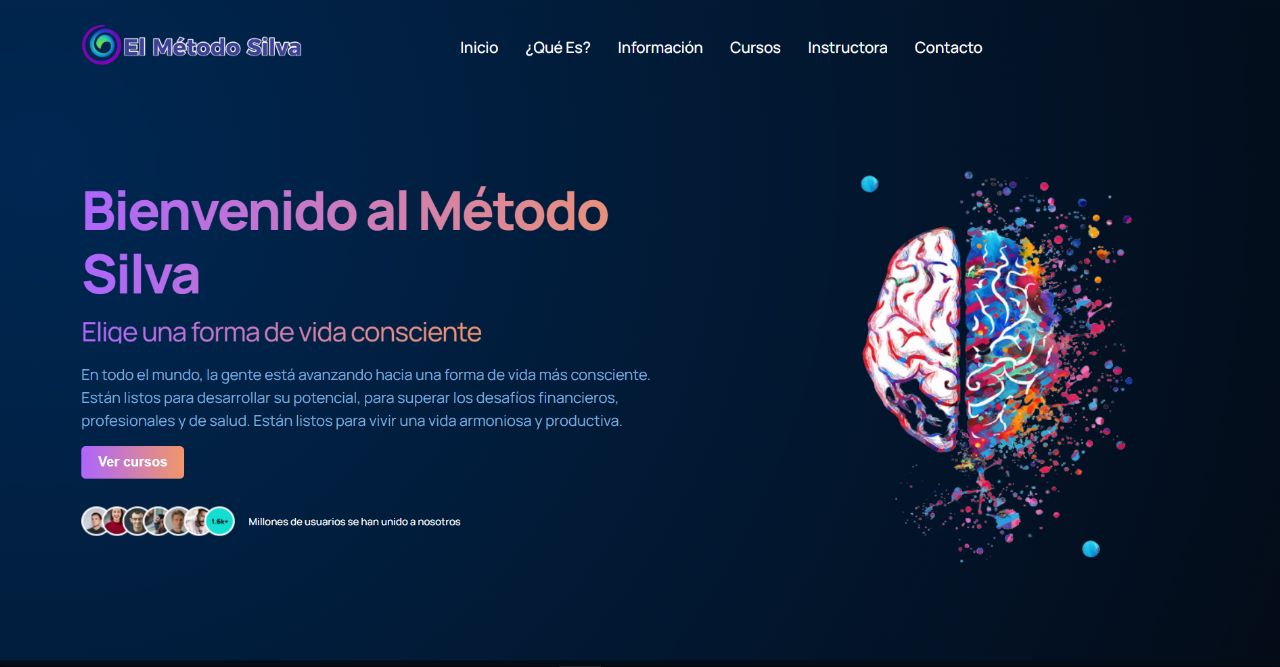 El Método Silva
Inicio ¿Qué Es? Información Cursos Instructora Contacto
Bienvenido al Método
Silva
Elige una forma de vida consciente
En todo el mundo, la gente está avanzando hacia una forma de vida más consciente.
Están listos para desarrollar su potencial, para superar los desafíos financieros,
profesionales y de salud. Están listos para vivir una vida armoniosa y productiva.
Ver cursos
1.6k+
Millones de usuarios se han unido a nosotros